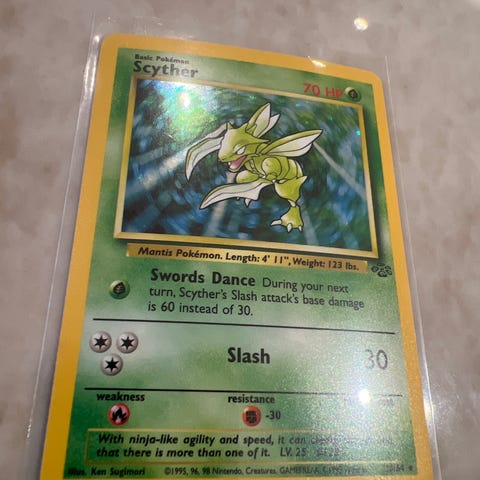 Basic Pokémon
Scyther
70 HP
Mantis Pokémon. Length: 4' 11", Weight: 123 lbs.
Swords Dance During your next
turn, Scyther's Slash attack's base damage
is 60 instead of 30.
Slash 30
weakness
resistance
-30
With ninja-like agility and speed, it can
that there is more than one of it. LV. 25
Illus. Ken Sugimori
©1995, 96, 98 Nintendo, Creatures, GAMEFREAK. ©1999